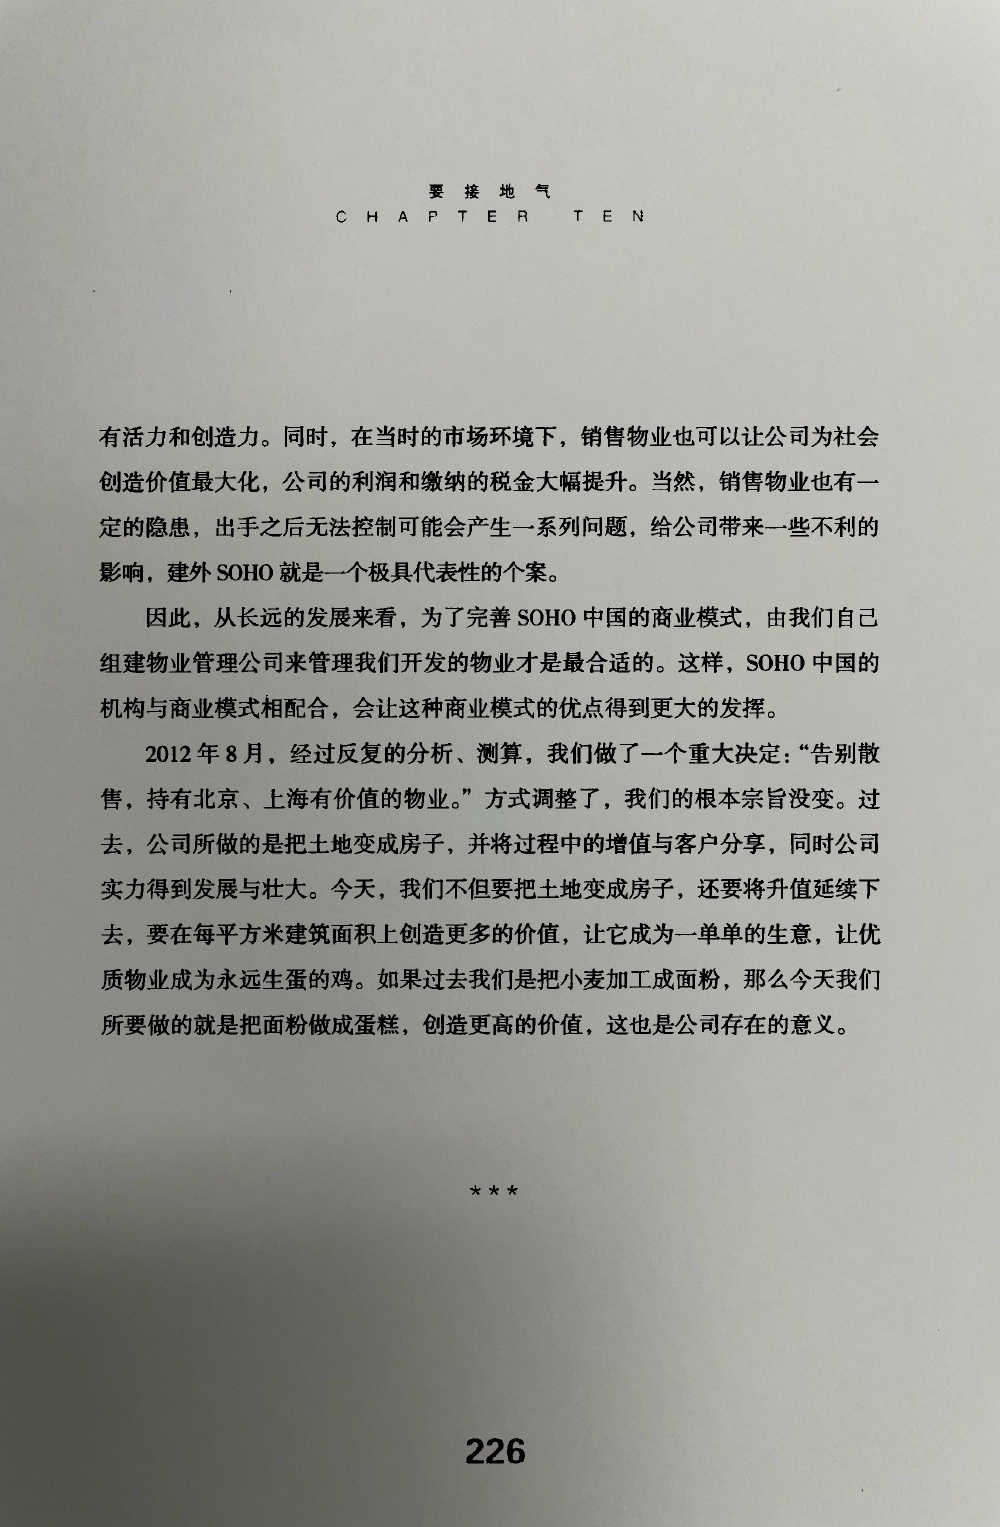 要接地气
CHAPTER TEN
有活力和创造力。同时，在当时的市场环境下，销售物业也可以让公司为社会
创造价值最大化，公司的利润和缴纳的税金大幅提升。当然，销售物业也有一
定的隐患，出手之后无法控制可能会产生一系列问题，给公司带来一些不利的
影响，建外 SOHO 就是一个极具代表性的个案。
因此，从长远的发展来看，为了完善 SOHO 中国的商业模式，由我们自己
组建物业管理公司来管理我们开发的物业才是最合适的。这样，SOHO 中国的
机构与商业模式相配合，会让这种商业模式的优点得到更大的发挥。
2012 年 8 月，经过反复的分析、测算，我们做了一个重大决定：“告别散
售，持有北京、上海有价值的物业。”方式调整了，我们的根本宗旨没变。过
去，公司所做的是把土地变成房子，并将过程中的增值与客户分享，同时公司
实力得到发展与壮大。今天，我们不但要把土地变成房子，还要将升值延续下
去，要在每平方米建筑面积上创造更多的价值，让它成为一单单的生意，让优
质物业成为永远生蛋的鸡。如果过去我们是把小麦加工成面粉，那么今天我们
所要做的就是把面粉做成蛋糕，创造更高的价值，这也是公司存在的意义。
***
226